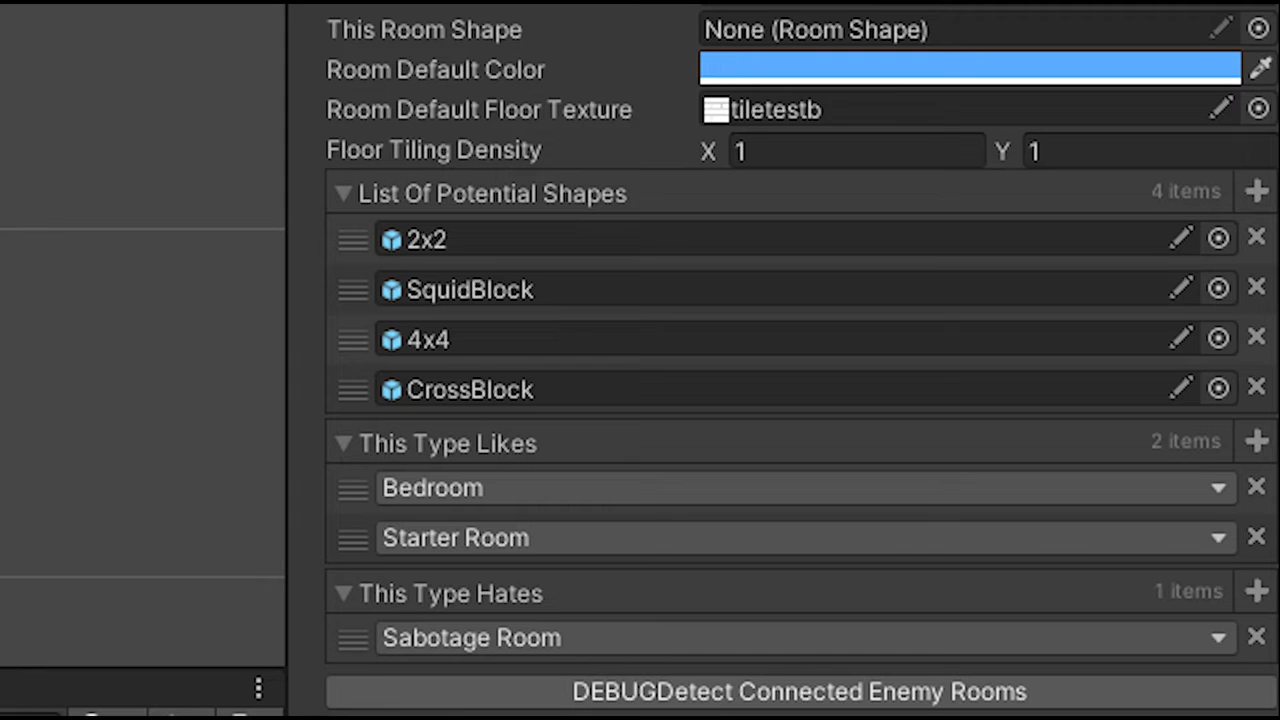 This Room Shape None (Room Shape)
Room Default Color
Room Default Floor Texture tiletestb
Floor Tiling Density X 1 Y 1
List Of Potential Shapes 4 items
2x2
SquidBlock
4x4
CrossBlock
This Type Likes 2 items
Bedroom
Starter Room
This Type Hates 1 items
Sabotage Room
DEBUGDetect Connected Enemy Rooms